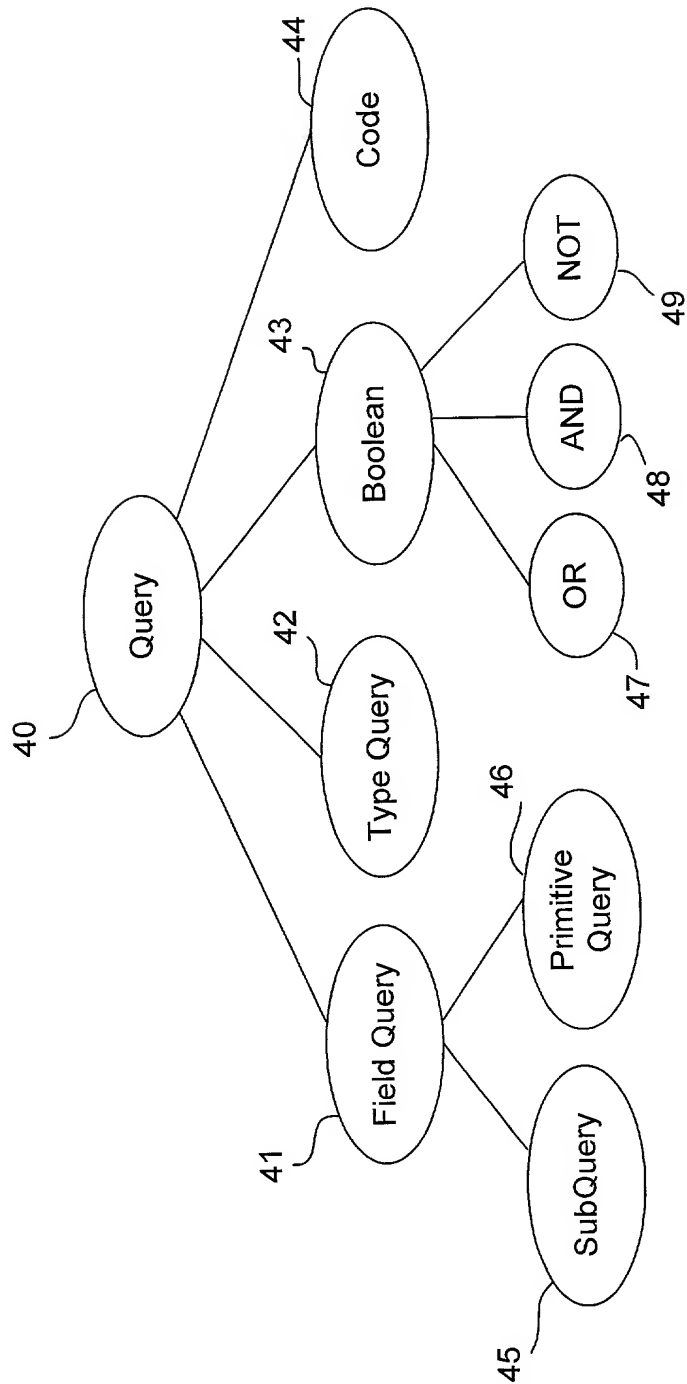 40
Query
41
Field Query
42
Type Query
43
Boolean
44
Code
45
SubQuery
46
Primitive
Query
47
OR
48
AND
49
NOT